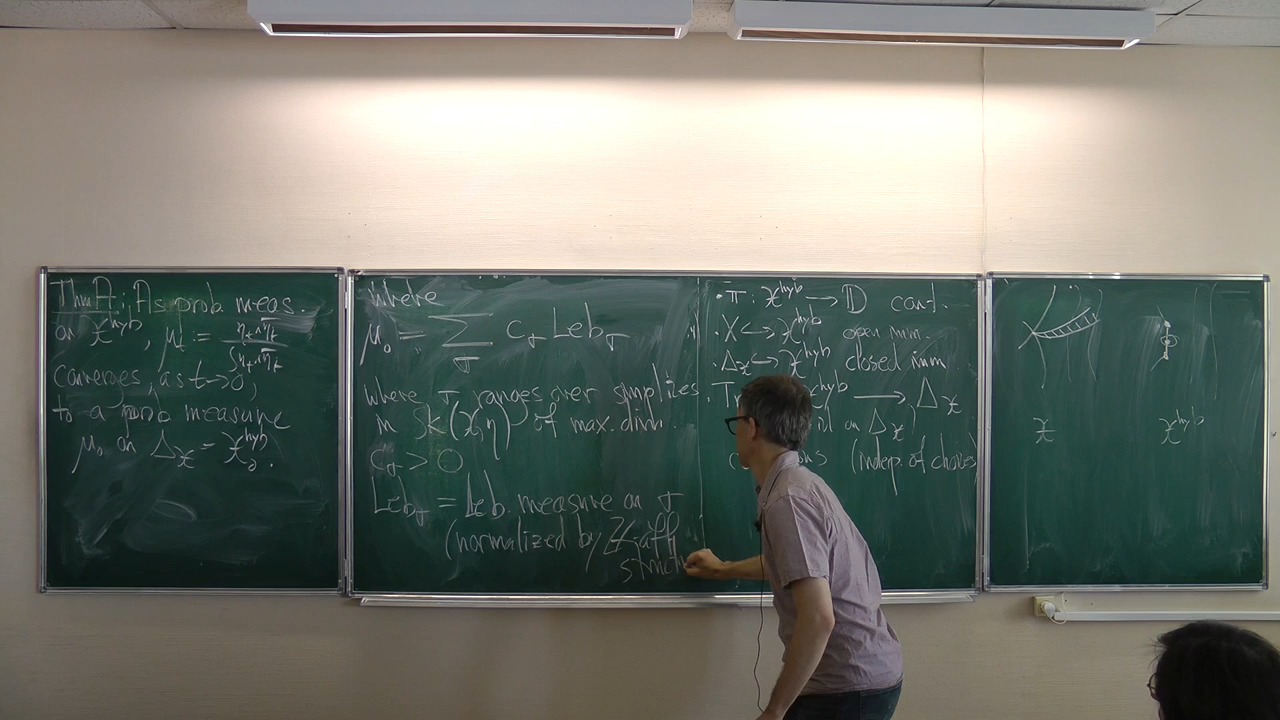 Thm A: As prob meas.
on 𝒳^hyb, μ_t := η_t∧η̄_t / ∫η_t∧η̄_t
converges, as t→0,
to a prob measure
μ_0 on Δ_𝒳 = 𝒳_0^hyb.
where
μ_0 = Σ_σ c_σ Leb_σ
where σ ranges over simplices
in Sk(𝒳,η) of max. dim.
c_σ > 0
Leb_σ = Leb. measure on σ
(normalized by ℤ-aff
struct
· π: 𝒳^hyb → 𝔻 cont.
· X ↔ 𝒳^hyb open imm.
· Δ_𝒳 ↔ 𝒳^hyb closed imm
hyb → Δ_𝒳
on Δ_𝒳
(indep. of choices
𝒳
𝒳^hyb